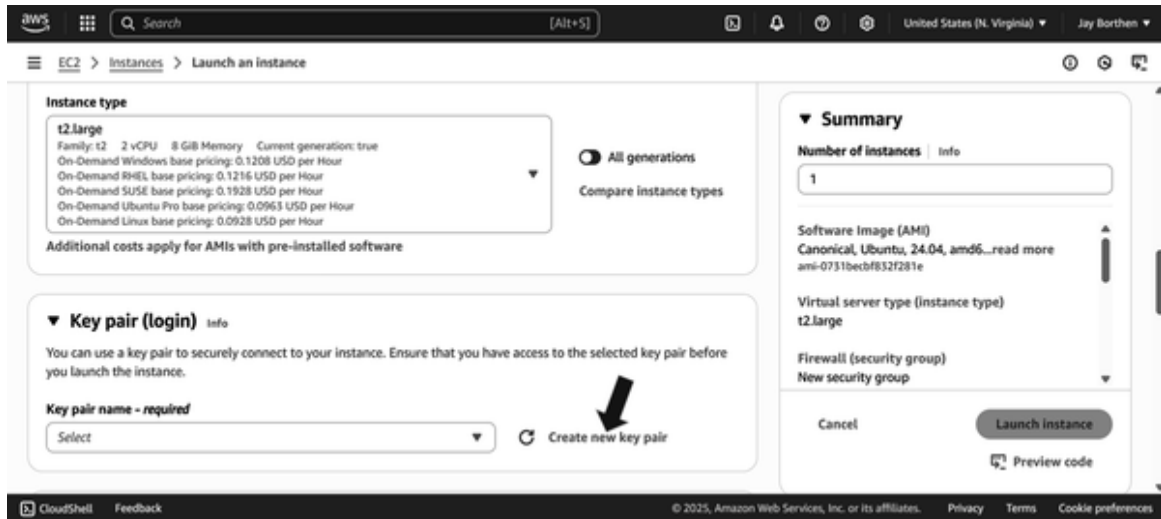 aws Search [Alt+S] United States (N. Virginia) ▼ Jay Borthen ▼
EC2 > Instances > Launch an instance
Instance type
t2.large
Family: t2 2 vCPU 8 GiB Memory Current generation: true
On-Demand Windows base pricing: 0.1208 USD per Hour
On-Demand RHEL base pricing: 0.1216 USD per Hour
On-Demand SUSE base pricing: 0.1928 USD per Hour
On-Demand Ubuntu Pro base pricing: 0.0963 USD per Hour
On-Demand Linux base pricing: 0.0928 USD per Hour
All generations
Compare instance types
Additional costs apply for AMIs with pre-installed software
▼ Key pair (login) Info
You can use a key pair to securely connect to your instance. Ensure that you have access to the selected key pair before
you launch the instance.
Key pair name - required
Select
Create new key pair
▼ Summary
Number of instances Info
1
Software Image (AMI)
Canonical, Ubuntu, 24.04, amd6...read more
ami-0731becbf832f281e
Virtual server type (instance type)
t2.large
Firewall (security group)
New security group
Cancel Launch instance
Preview code
CloudShell Feedback © 2025, Amazon Web Services, Inc. or its affiliates. Privacy Terms Cookie preferences